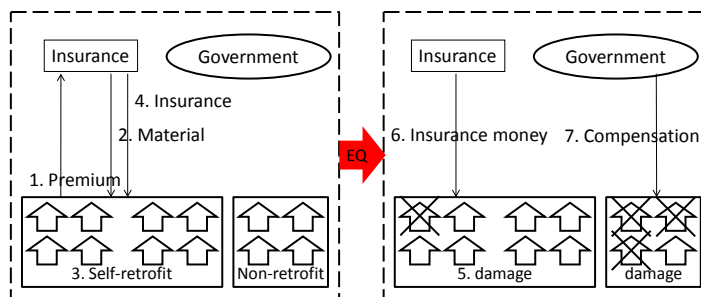 Insurance
Government
4. Insurance
2. Material
1. Premium
3. Self-retrofit
Non-retrofit
EQ
Insurance
Government
6. Insurance money
7. Compensation
5. damage
damage